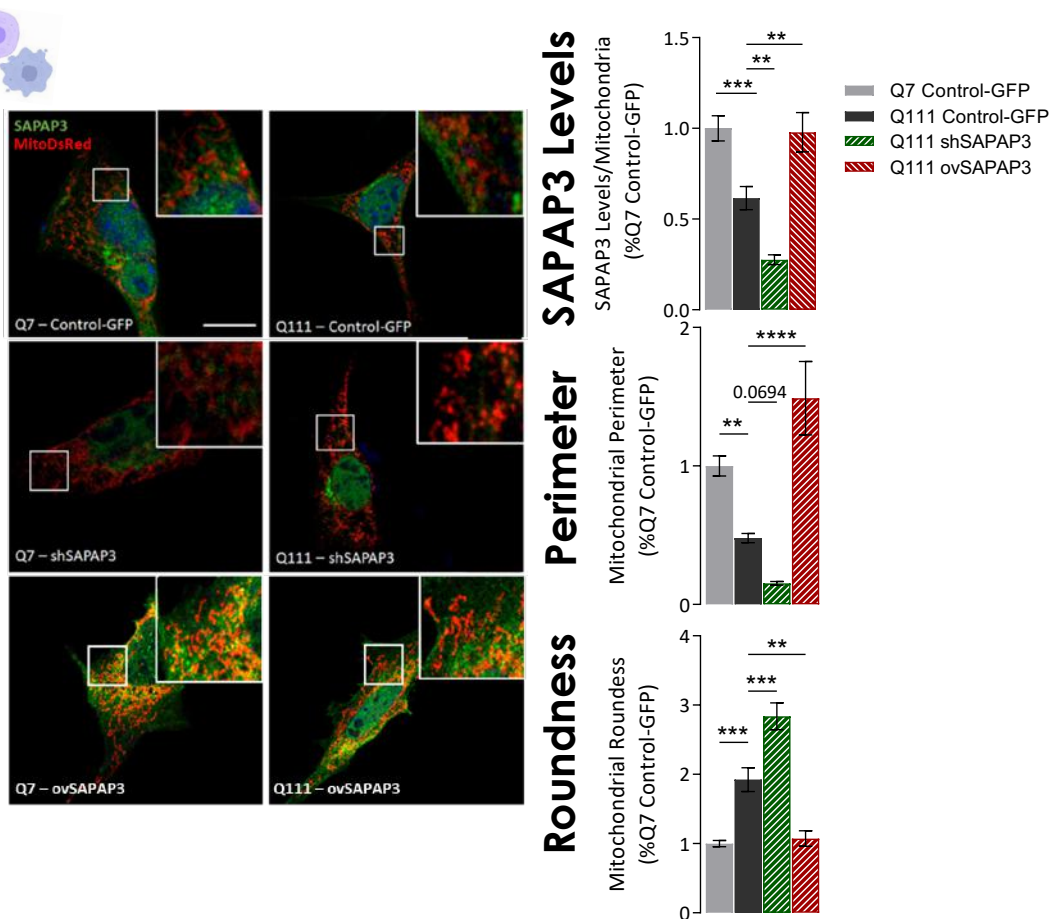 SAPAP3
MitoDsRed
Q7 – Control-GFP
Q111 – Control-GFP
Q7 – shSAPAP3
Q111 – shSAPAP3
Q7 – ovSAPAP3
Q111 – ovSAPAP3
SAPAP3 Levels
SAPAP3 Levels/Mitochondria
(%Q7 Control-GFP)
1.5
1.0
0.5
0.0
**
**
***
Q7 Control-GFP
Q111 Control-GFP
Q111 shSAPAP3
Q111 ovSAPAP3
Perimeter
Mitochondrial Perimeter
(%Q7 Control-GFP)
2
1
0
****
0.0694
**
Roundness
Mitochondrial Roundess
(%Q7 Control-GFP)
4
3
2
1
0
**
***
***